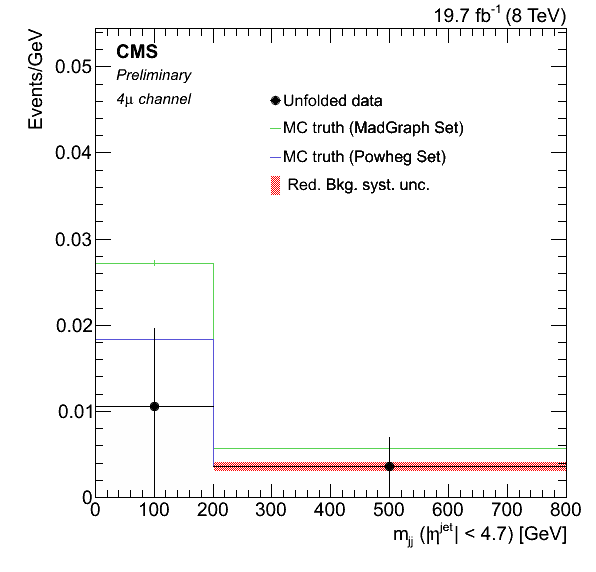 19.7 fb⁻¹ (8 TeV)
Events/GeV
CMS
Preliminary
4μ channel
Unfolded data
MC truth (MadGraph Set)
MC truth (Powheg Set)
Red. Bkg. syst. unc.
0.05
0.04
0.03
0.02
0.01
0
0 100 200 300 400 500 600 700 800
m_jj (|η^jet| < 4.7) [GeV]